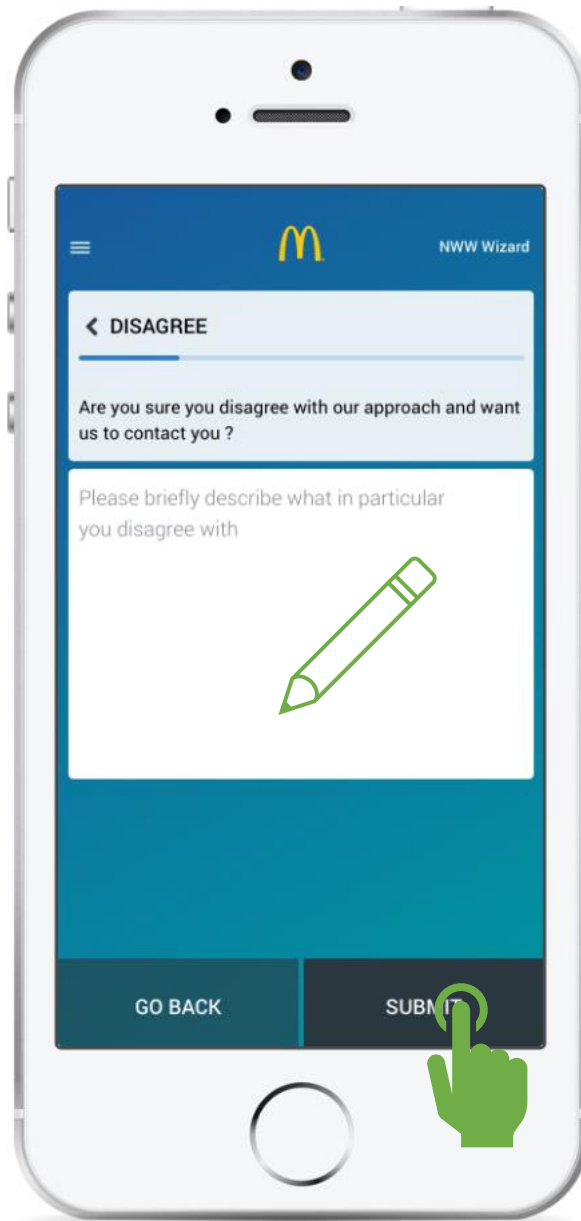 NWW Wizard
DISAGREE
Are you sure you disagree with our approach and want
us to contact you ?
Please briefly describe what in particular
you disagree with
GO BACK
SUBMIT